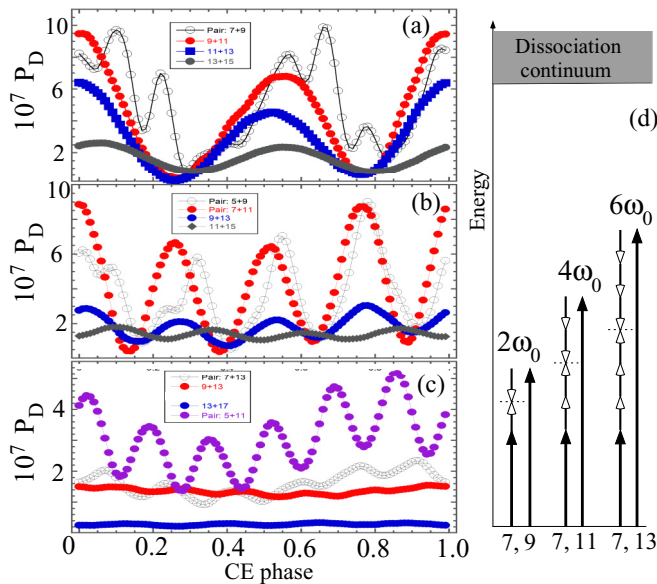 (a)
10
6
2
10^7 P_D
Pair: 7+9
9+11
11+13
13+15
(b)
10
6
2
10^7 P_D
Pair: 5+9
Pair: 7+11
9+13
11+15
(c)
4
2
10^7 P_D
Pair: 7+13
9+13
13+17
Pair: 5+11
0 0.2 0.4 0.6 0.8 1.0
CE phase
Dissociation
continuum
(d)
Energy
6ω₀
4ω₀
2ω₀
7, 9 7, 11 7, 13